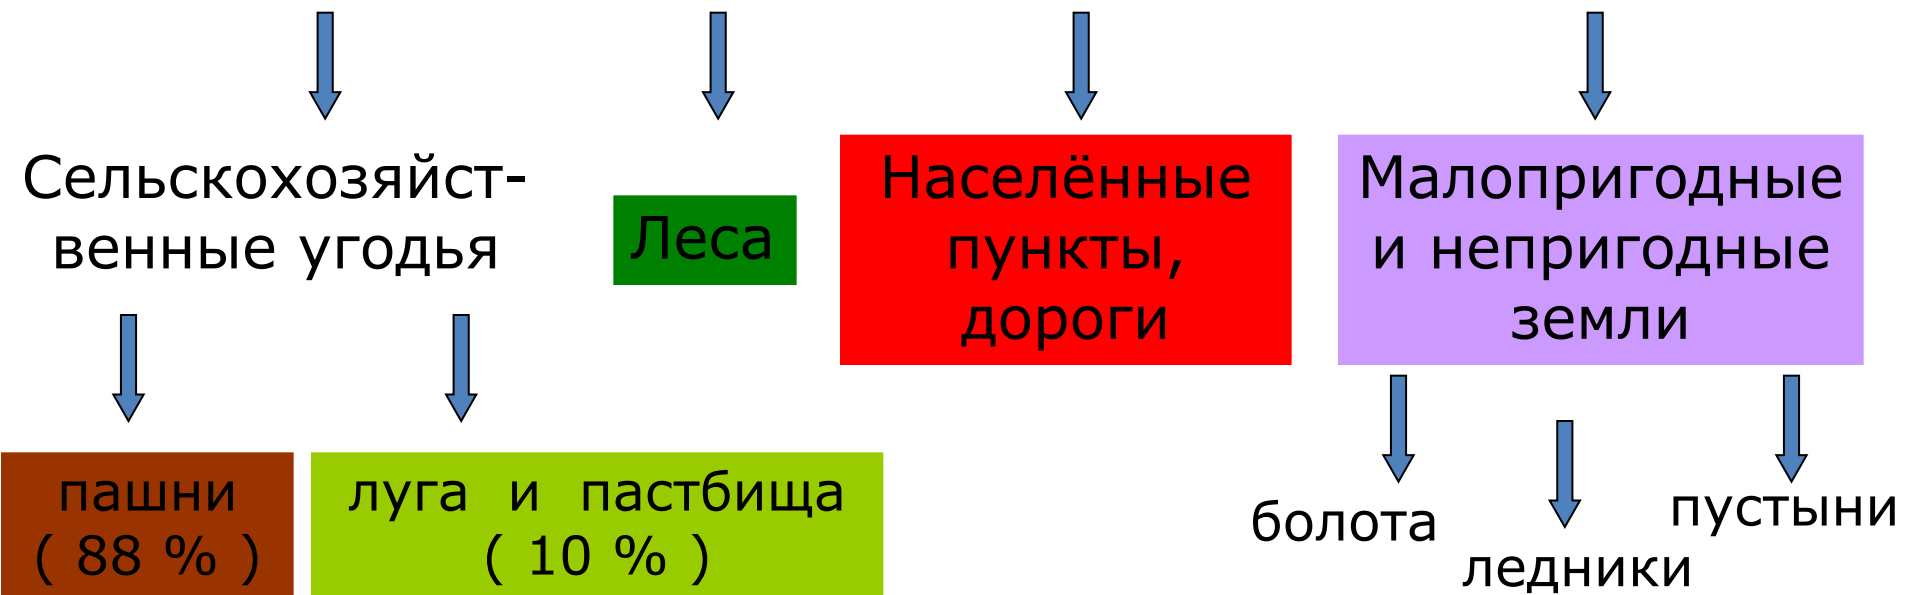 Сельскохозяйст-
венные угодья
Леса
Населённые
пункты,
дороги
Малопригодные
и непригодные
земли
пашни
( 88 % )
луга и пастбища
( 10 % )
болота
ледники
пустыни